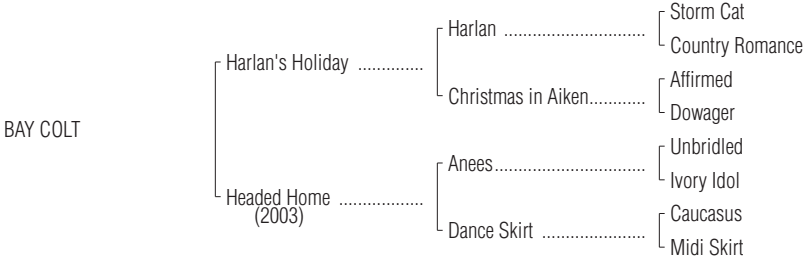 Storm Cat
Harlan ..............................
Country Romance
Harlan's Holiday ..............
Affirmed
Christmas in Aiken............
Dowager
BAY COLT
Unbridled
Anees................................
Ivory Idol
Headed Home ..................
(2003)
Caucasus
Dance Skirt ......................
Midi Skirt